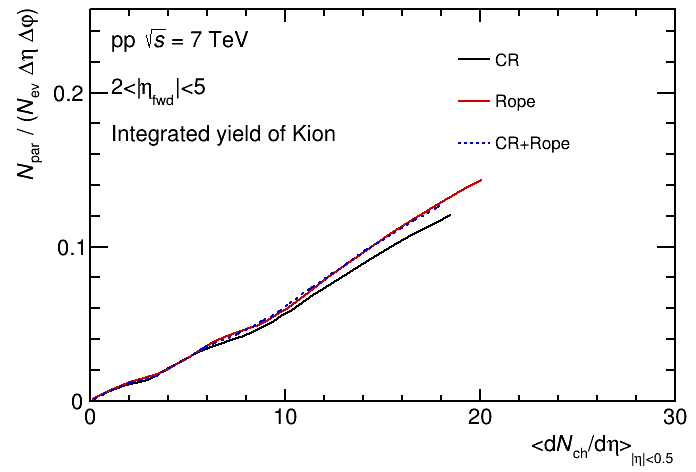 N_par / (N_ev Δη Δφ)
pp √s = 7 TeV
2<|η_fwd|<5
Integrated yield of Kion
CR
Rope
CR+Rope
0.2
0.1
0
0 10 20 30
<dN_ch/dη>_|η|<0.5